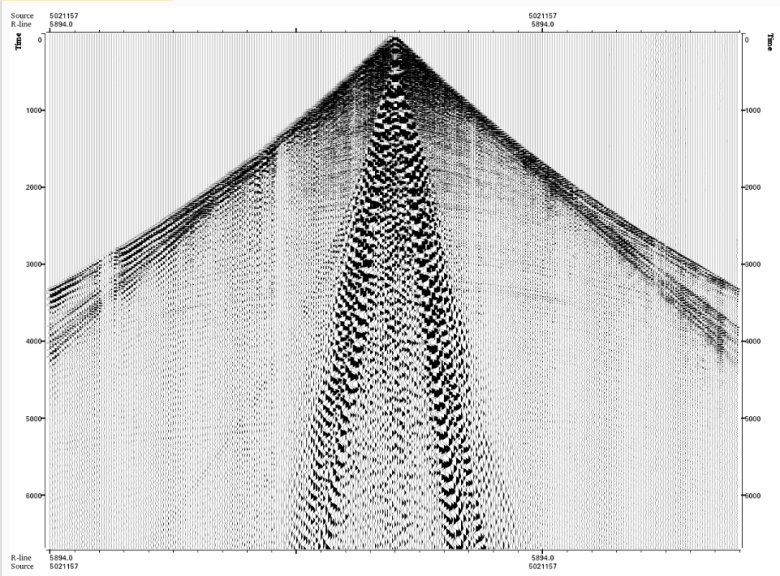 Source 5021157 5021157
R-line 5894.0 5894.0
Time Time
0 0
1000 1000
2000 2000
3000 3000
4000 4000
5000 5000
6000 6000
R-line 5894.0 5894.0
Source 5021157 5021157